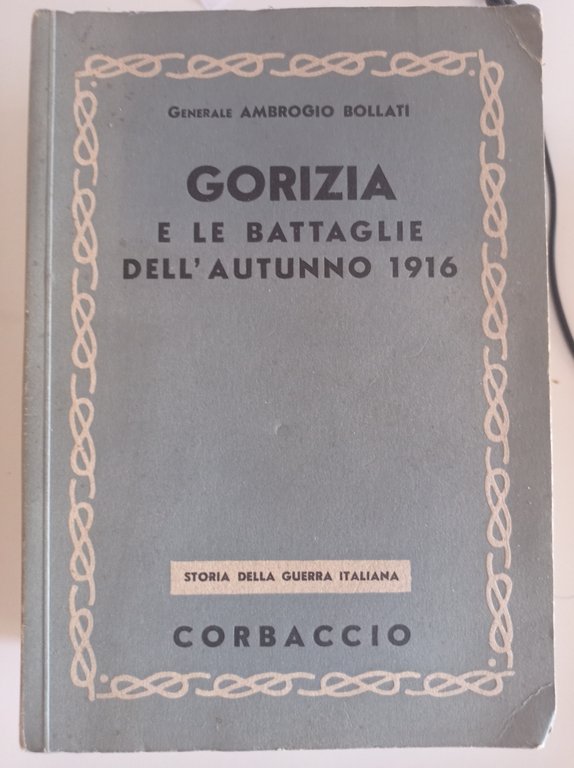 Generale AMBROGIO BOLLATI
GORIZIA
E LE BATTAGLIE
DELL'AUTUNNO 1916
STORIA DELLA GUERRA ITALIANA
CORBACCIO